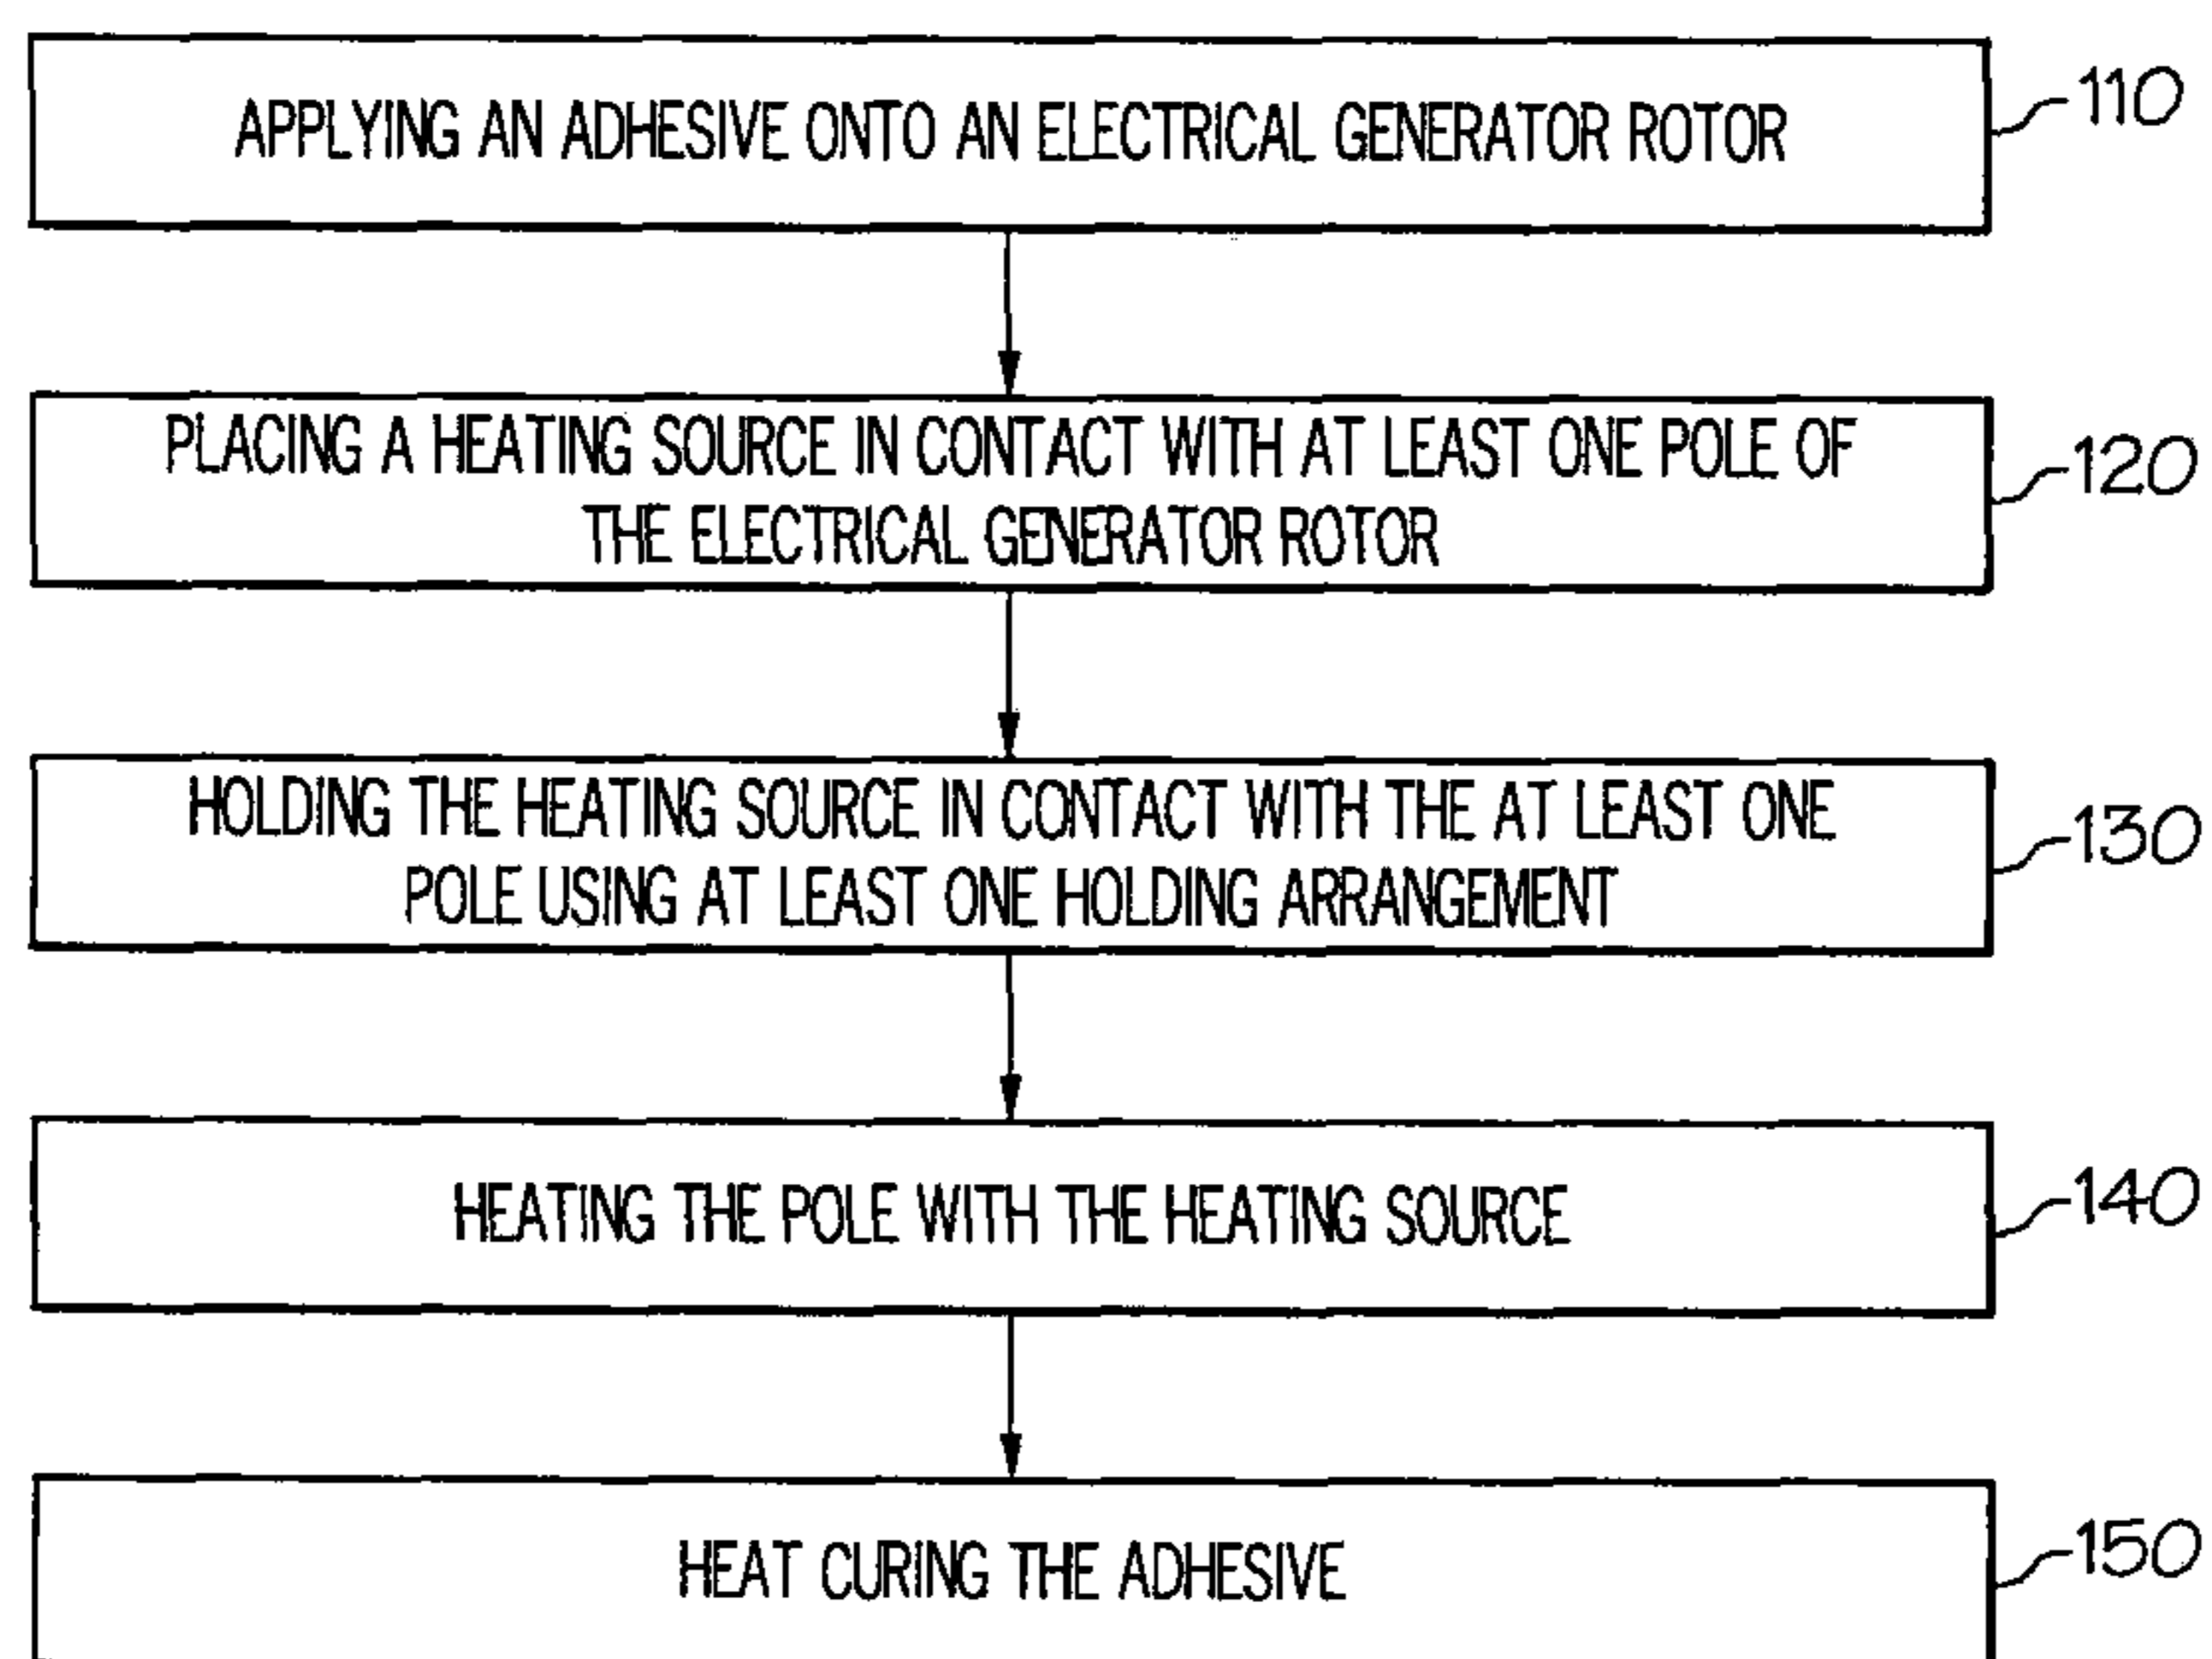 APPLYING AN ADHESIVE ONTO AN ELECTRICAL GENERATOR ROTOR
110
PLACING A HEATING SOURCE IN CONTACT WITH AT LEAST ONE POLE OF
THE ELECTRICAL GENERATOR ROTOR
120
HOLDING THE HEATING SOURCE IN CONTACT WITH THE AT LEAST ONE
POLE USING AT LEAST ONE HOLDING ARRANGEMENT
130
HEATING THE POLE WITH THE HEATING SOURCE
140
HEAT CURING THE ADHESIVE
150